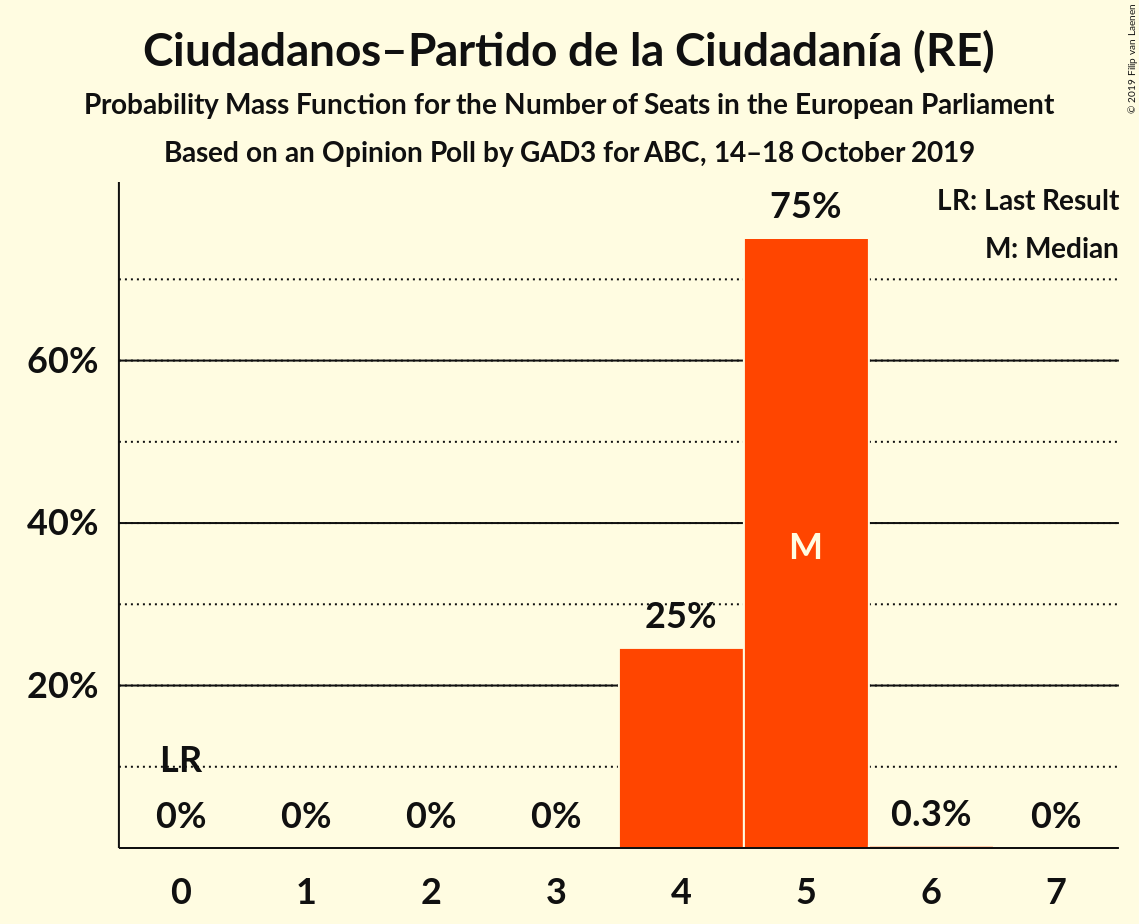 Ciudadanos–Partido de la Ciudadanía (RE)
Probability Mass Function for the Number of Seats in the European Parliament
Based on an Opinion Poll by GAD3 for ABC, 14–18 October 2019
© 2019 Filip van Laenen
LR: Last Result
M: Median
75%
60%
40%
M
25%
20%
LR
0% 0% 0% 0% 0.3% 0%
0 1 2 3 4 5 6 7